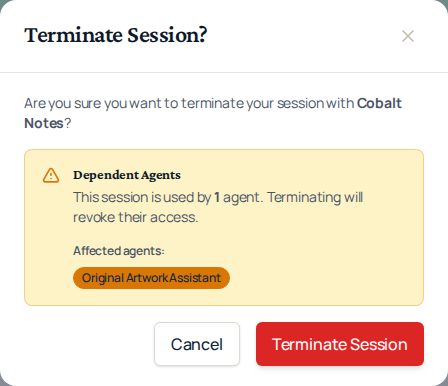 Terminate Session?
Are you sure you want to terminate your session with Cobalt
Notes?
Dependent Agents
This session is used by 1 agent. Terminating will
revoke their access.
Affected agents:
Original Artwork Assistant
Cancel
Terminate Session